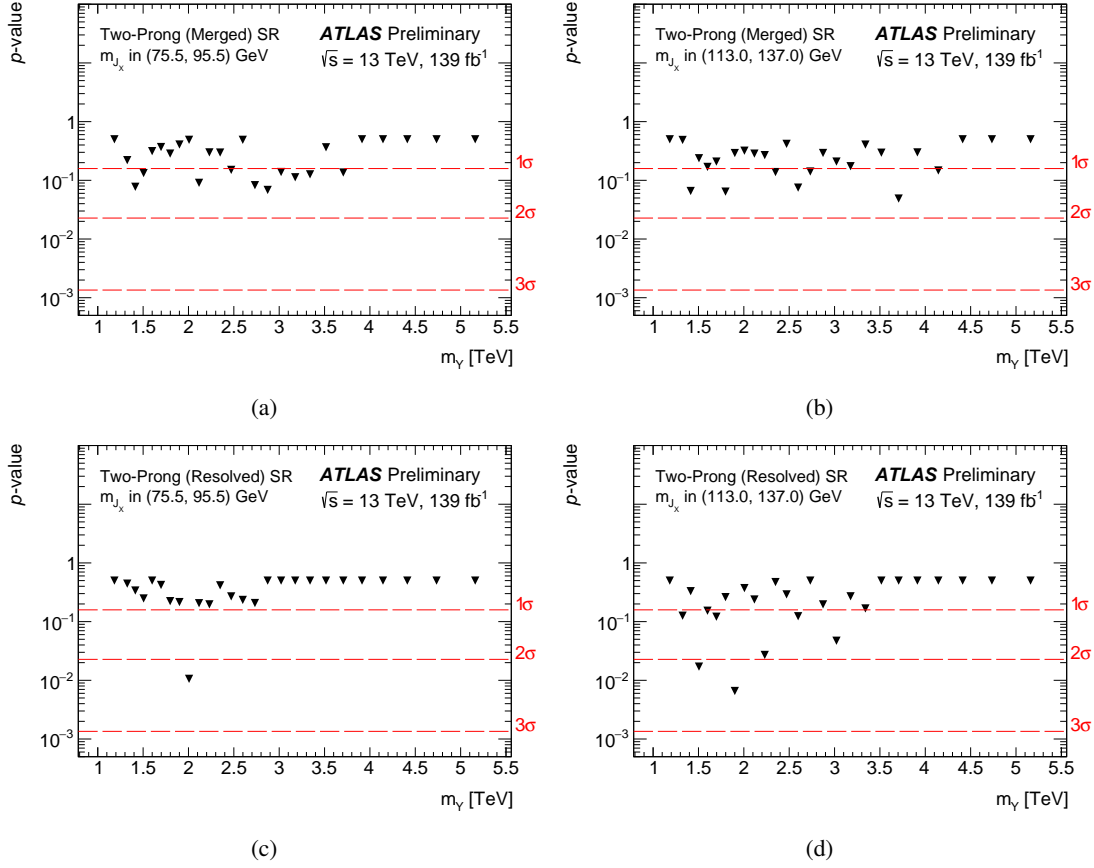 p-value
Two-Prong (Merged) SR
m_{J_X} in (75.5, 95.5) GeV
ATLAS Preliminary
√s = 13 TeV, 139 fb⁻¹
1
10⁻¹
10⁻²
10⁻³
1σ
2σ
3σ
1 1.5 2 2.5 3 3.5 4 4.5 5 5.5
m_Y [TeV]
(a)
p-value
Two-Prong (Merged) SR
m_{J_X} in (113.0, 137.0) GeV
ATLAS Preliminary
√s = 13 TeV, 139 fb⁻¹
1
10⁻¹
10⁻²
10⁻³
1σ
2σ
3σ
1 1.5 2 2.5 3 3.5 4 4.5 5 5.5
m_Y [TeV]
(b)
p-value
Two-Prong (Resolved) SR
m_{J_X} in (75.5, 95.5) GeV
ATLAS Preliminary
√s = 13 TeV, 139 fb⁻¹
1
10⁻¹
10⁻²
10⁻³
1σ
2σ
3σ
1 1.5 2 2.5 3 3.5 4 4.5 5 5.5
m_Y [TeV]
(c)
p-value
Two-Prong (Resolved) SR
m_{J_X} in (113.0, 137.0) GeV
ATLAS Preliminary
√s = 13 TeV, 139 fb⁻¹
1
10⁻¹
10⁻²
10⁻³
1σ
2σ
3σ
1 1.5 2 2.5 3 3.5 4 4.5 5 5.5
m_Y [TeV]
(d)